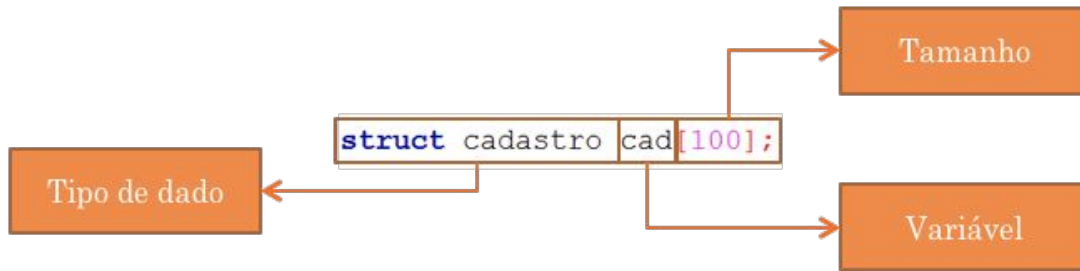 Tamanho
struct cadastro cad[100];
Tipo de dado
Variável